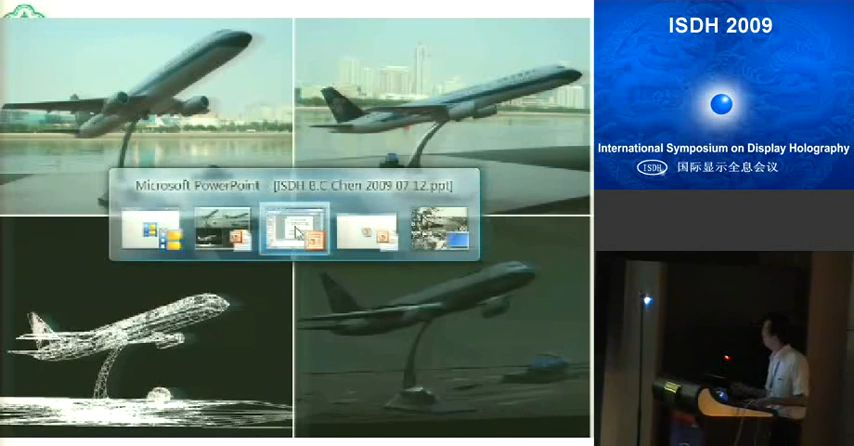 Microsoft PowerPoint - [ISDH B.C Chen 2009 07 12.ppt]
ISDH 2009
International Symposium on Display Holography
ISDH 国际显示全息会议